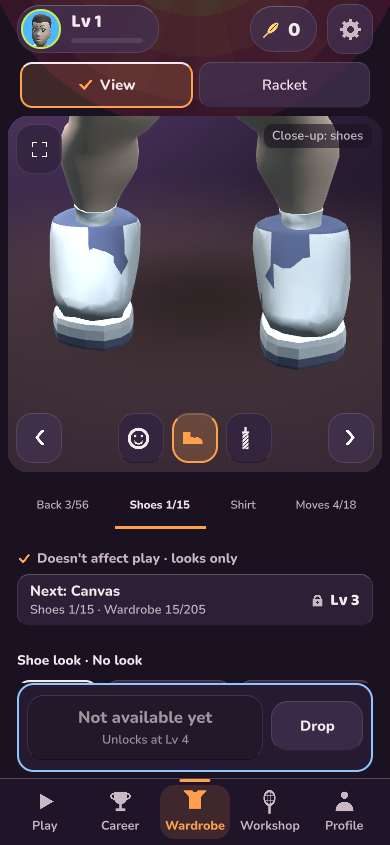 Lv 1
0
View
Racket
Close-up: shoes
Back 3/56
Shoes 1/15
Shirt
Moves 4/18
Doesn't affect play · looks only
Next: Canvas
Shoes 1/15 · Wardrobe 15/205
Lv 3
Shoe look · No look
Not available yet
Unlocks at Lv 4
Drop
Play
Career
Wardrobe
Workshop
Profile